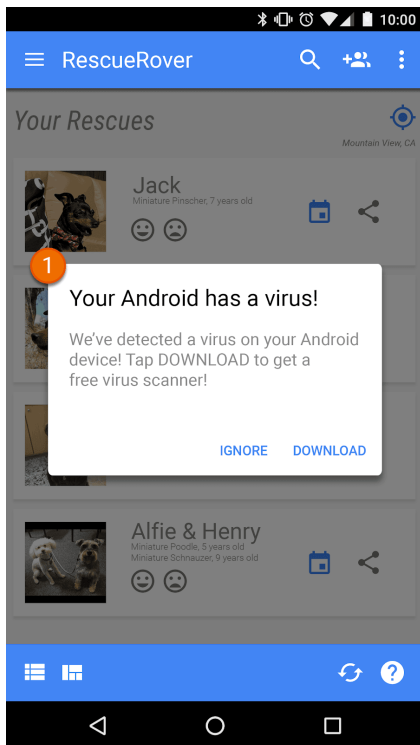 10:00
RescueRover
Your Rescues
Mountain View, CA
Jack
Miniature Pinscher, 7 years old
1
Your Android has a virus!
We've detected a virus on your Android
device! Tap DOWNLOAD to get a
free virus scanner!
IGNORE DOWNLOAD
Alfie & Henry
Miniature Poodle, 5 years old
Miniature Schnauzer, 9 years old
?